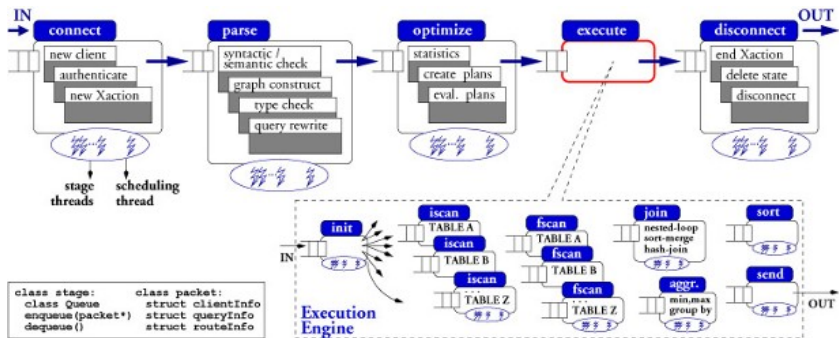 IN
OUT
connect
new client
authenticate
new Xaction
stage threads
scheduling thread
parse
syntactic /
semantic check
graph construct
type check
query rewrite
optimize
statistics
create plans
eval. plans
execute
disconnect
end Xaction
delete state
disconnect
IN
init
iscan
TABLE A
iscan
TABLE B
iscan
...
TABLE Z
fscan
TABLE A
fscan
TABLE B
fscan
...
TABLE Z
join
nested-loop
sort-merge
hash-join
aggr.
min,max
group by
sort
send
OUT
Execution
Engine
class stage:
class Queue
enqueue(packet*)
dequeue()
class packet:
struct clientInfo
struct queryInfo
struct routeInfo